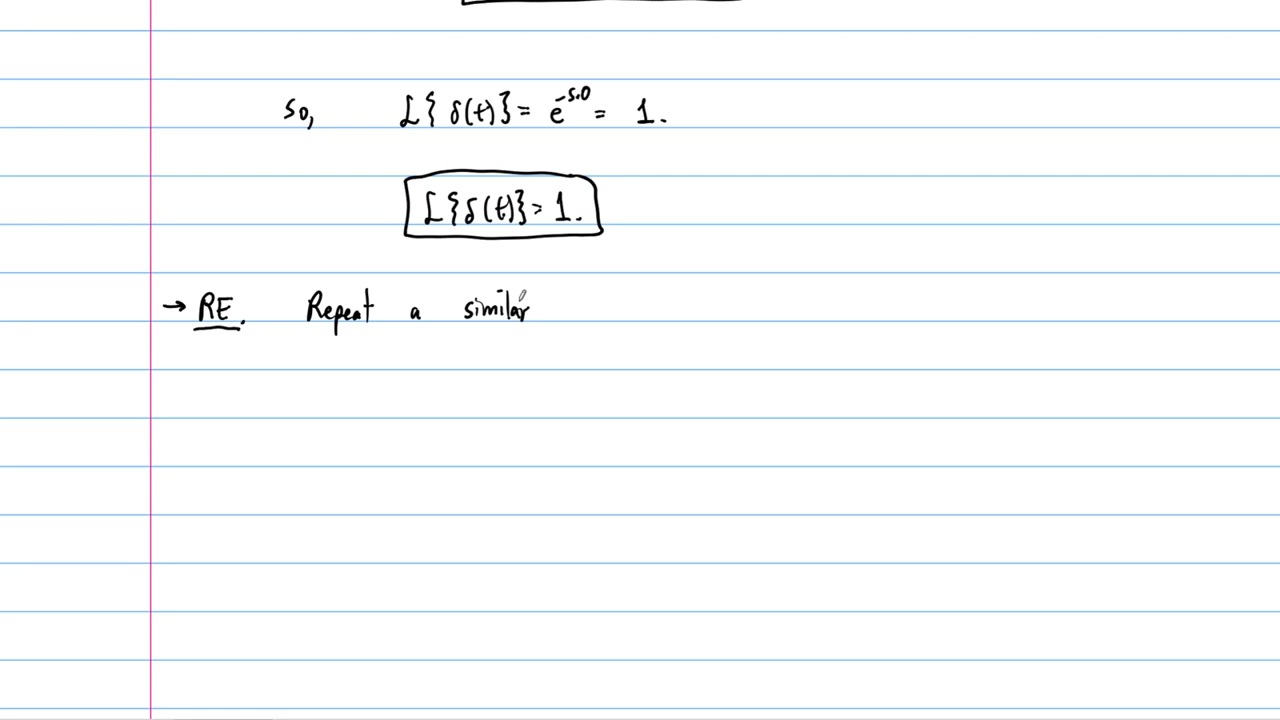 so, L{ δ(t)} = e^-s.0 = 1.
L{δ(t)} = 1.
→ RE. Repeat a similar